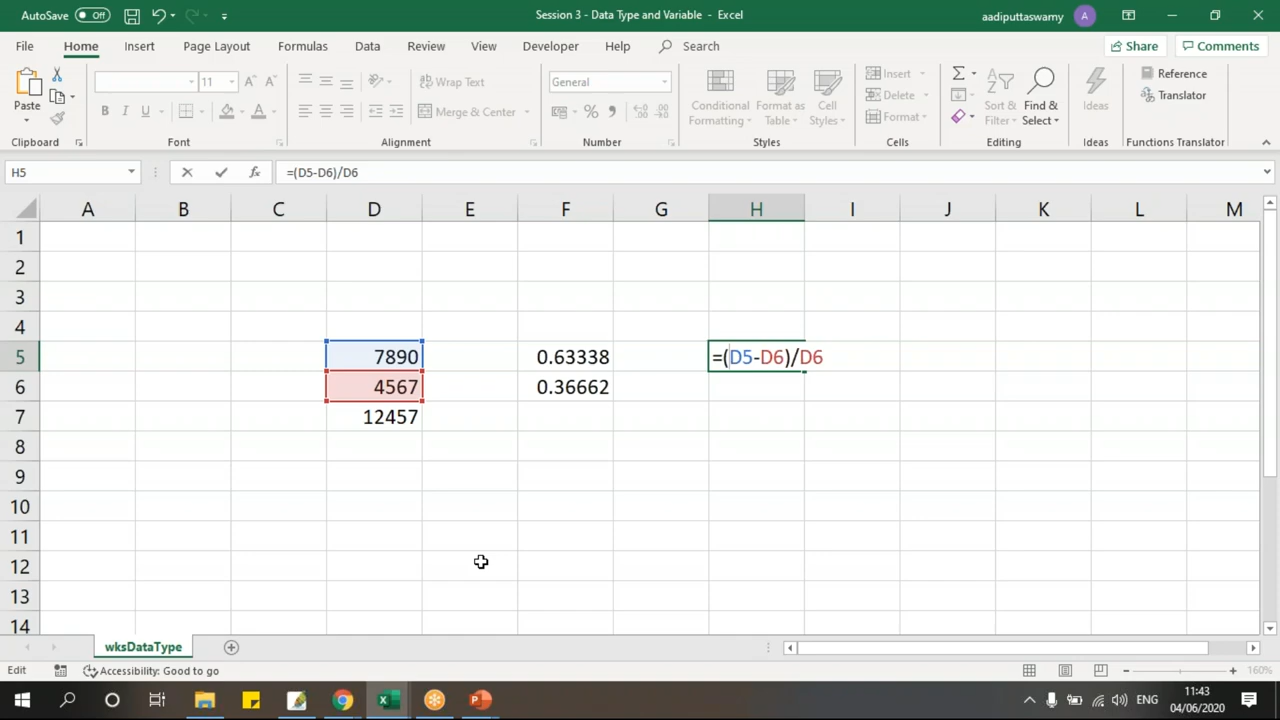 AutoSave Off
Session 3 - Data Type and Variable - Excel
aadiputtaswamy A
File Home Insert Page Layout Formulas Data Review View Developer Help Search Share Comments
Paste
11
Wrap Text
Merge & Center
General
Conditional Formatting
Format as Table
Cell Styles
Insert
Delete
Format
Sort & Filter
Find & Select
Ideas
Reference
Translator
Clipboard Font Alignment Number Styles Cells Editing Ideas Functions Translator
H5 =(D5-D6)/D6
A B C D E F G H I J K L M
1
2
3
4
5 7890 0.63338 =(D5-D6)/D6
6 4567 0.36662
7 12457
8
9
10
11
12
13
14
wksDataType
Edit Accessibility: Good to go 160%
ENG 11:43
04/06/2020